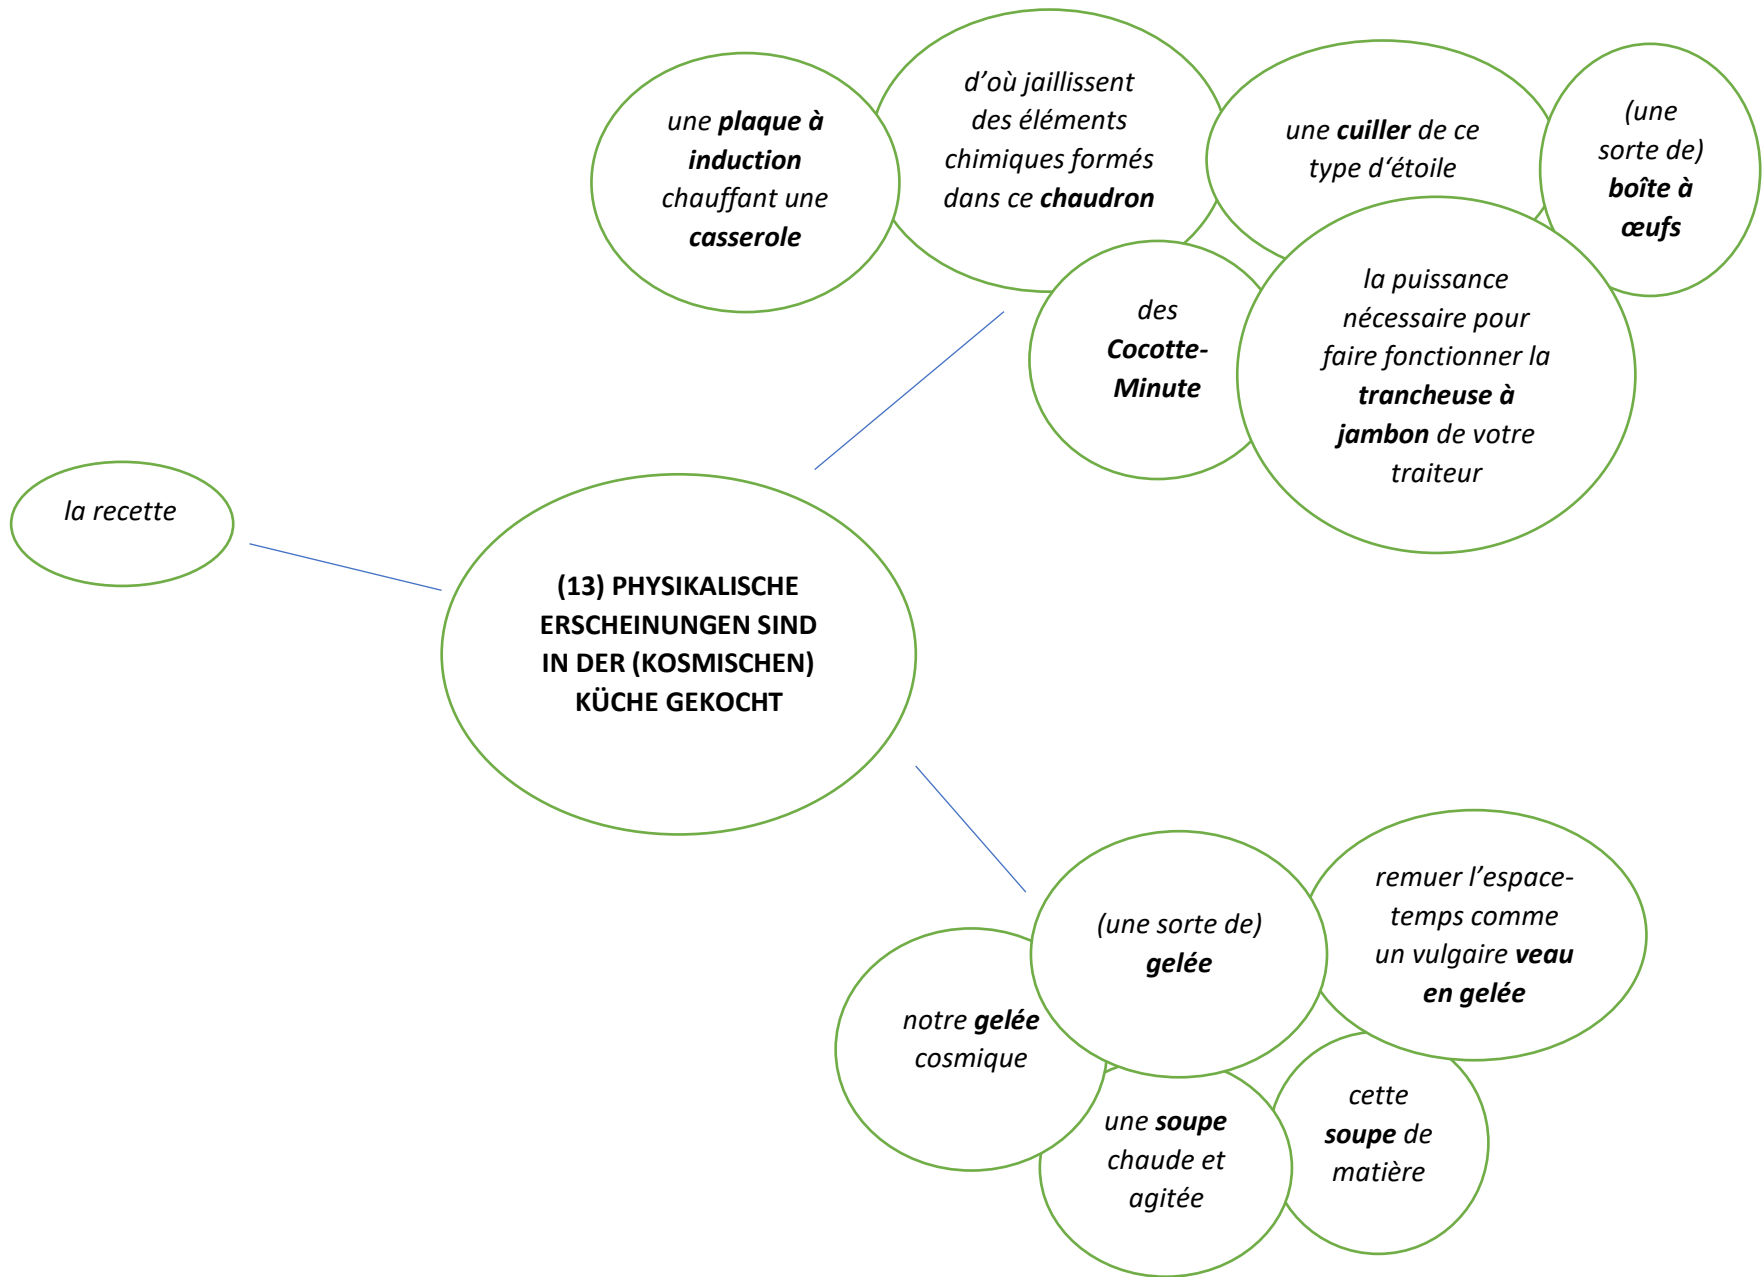 une plaque à
induction
chauffant une
casserole
d’où jaillissent
des éléments
chimiques formés
dans ce chaudron
une cuiller de ce
type d‘étoile
(une
sorte de)
boîte à
œufs
des
Cocotte-
Minute
la puissance
nécessaire pour
faire fonctionner la
trancheuse à
jambon de votre
traiteur
la recette
(13) PHYSIKALISCHE
ERSCHEINUNGEN SIND
IN DER (KOSMISCHEN)
KÜCHE GEKOCHT
(une sorte de)
gelée
remuer l’espace-
temps comme
un vulgaire veau
en gelée
notre gelée
cosmique
une soupe
chaude et
agitée
cette
soupe de
matière